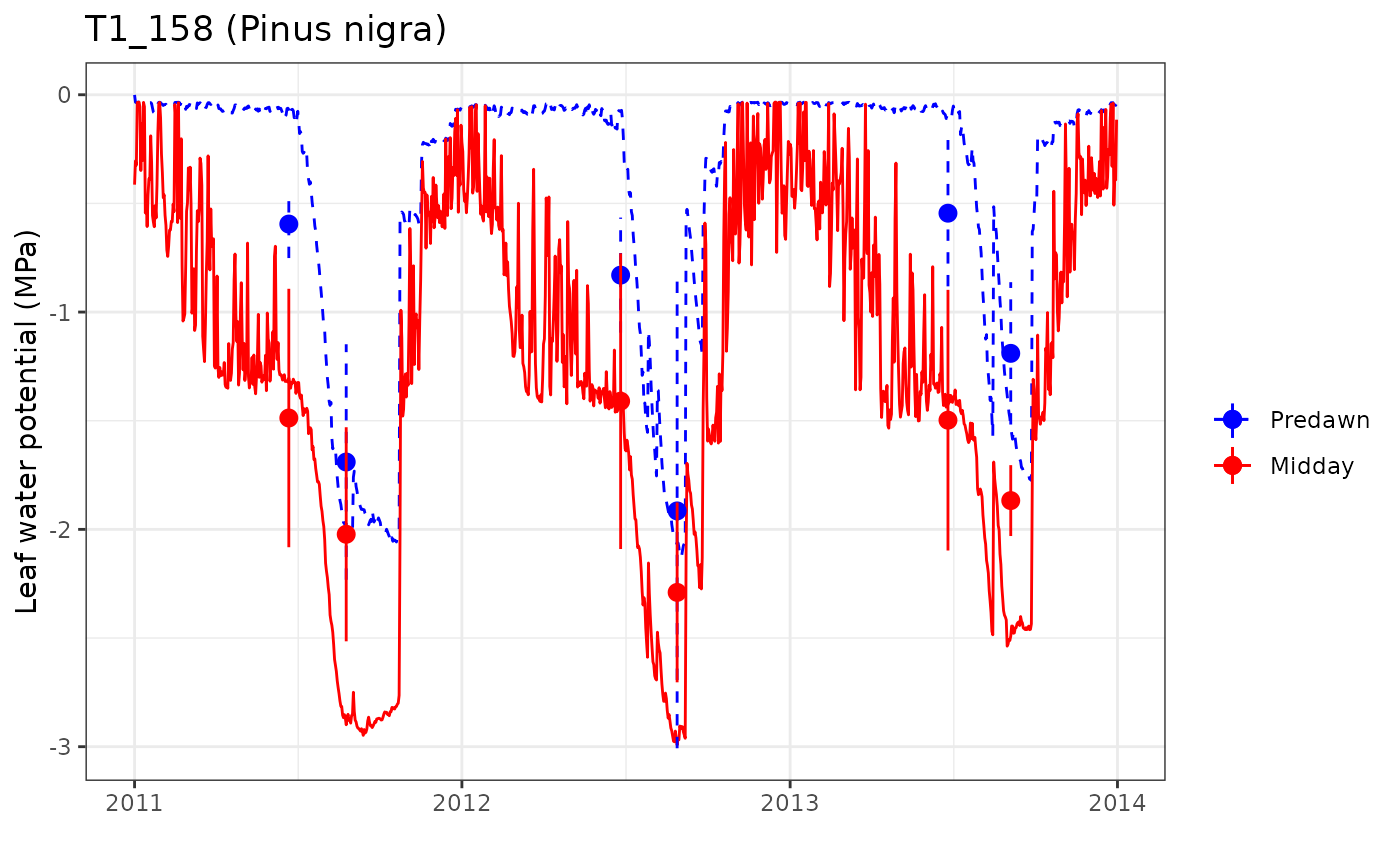 T1_158 (Pinus nigra)
Leaf water potential (MPa)
0
-1
-2
-3
2011
2012
2013
2014
Predawn
Midday